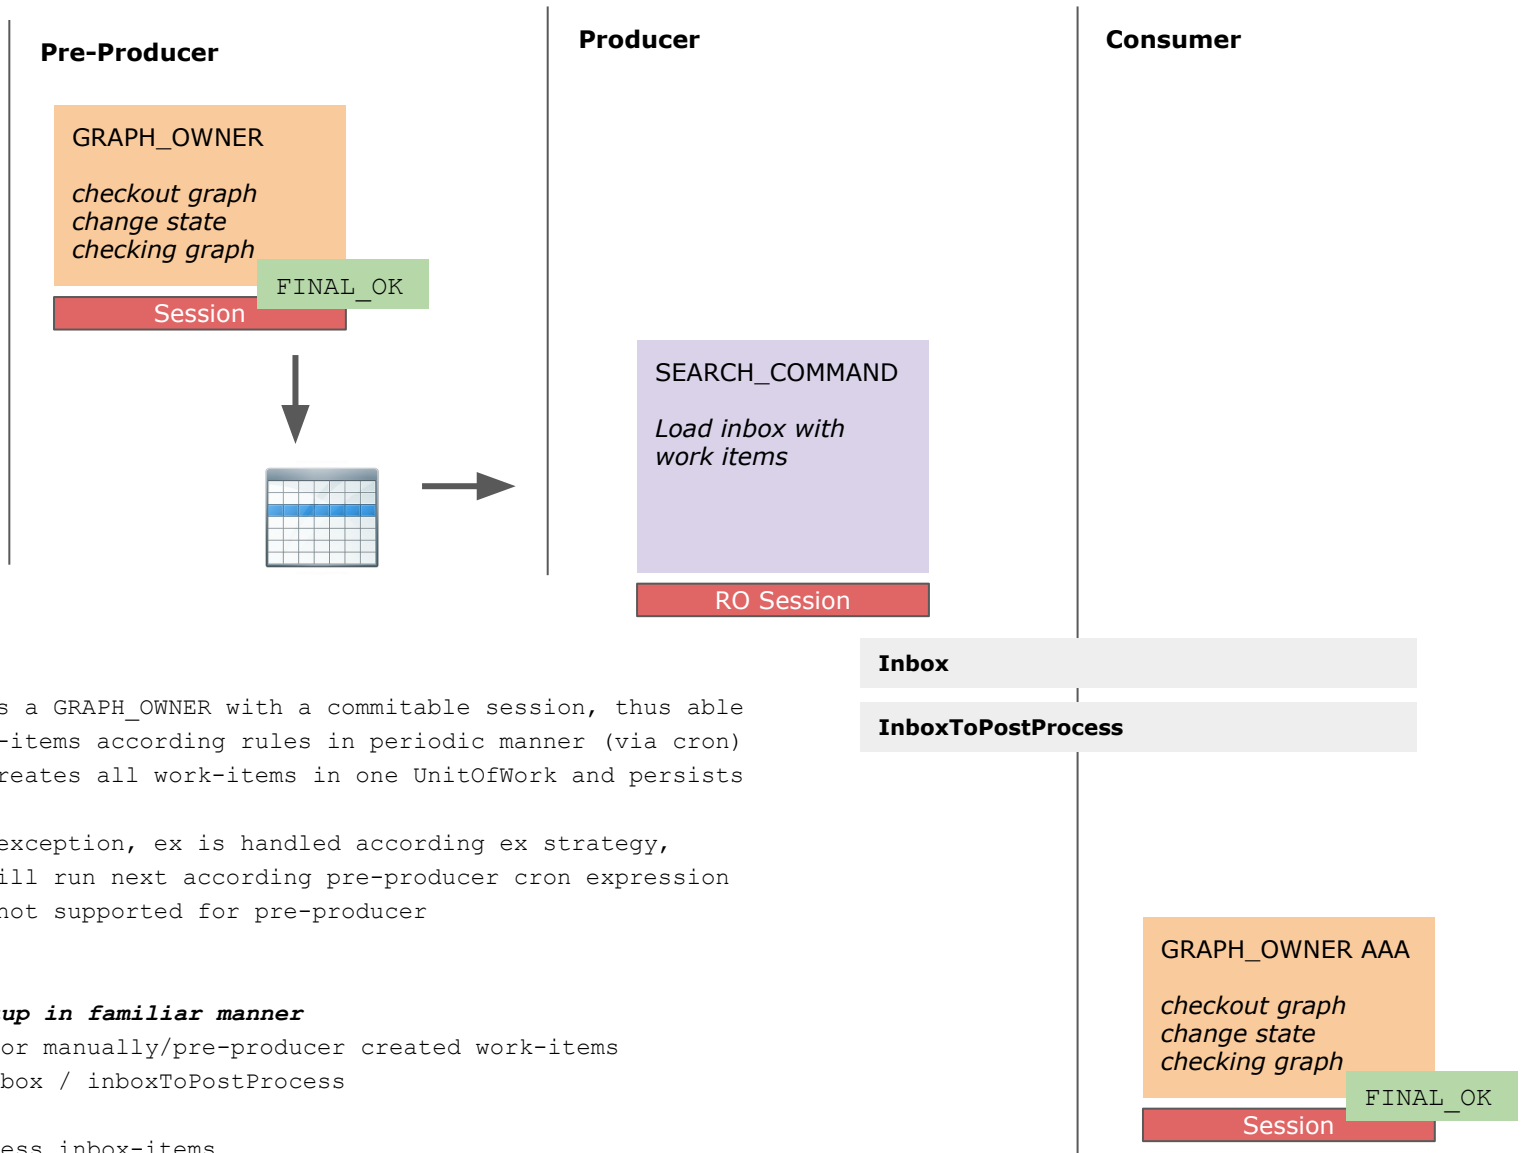 Pre-Producer
Producer
Consumer
GRAPH_OWNER
checkout graph
change state
checking graph
FINAL_OK
Session
SEARCH_COMMAND
Load inbox with
work items
RO Session
Inbox
InboxToPostProcess
s a GRAPH_OWNER with a commitable session, thus able
-items according rules in periodic manner (via cron)
reates all work-items in one UnitOfWork and persists
exception, ex is handled according ex strategy,
ill run next according pre-producer cron expression
not supported for pre-producer
up in familiar manner
or manually/pre-producer created work-items
box / inboxToPostProcess
ess inbox-items
GRAPH_OWNER AAA
checkout graph
change state
checking graph
FINAL_OK
Session